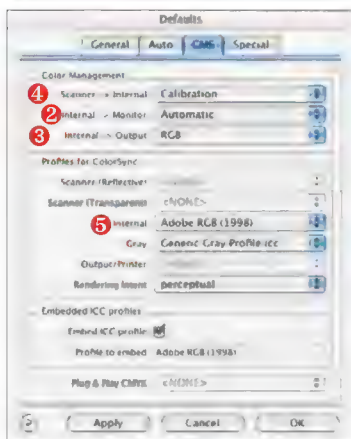 Defaults
General Auto CMS Special
Color Management
4 Scanner > Internal Calibration
2 Internal > Monitor Automatic
3 Internal > Output RGB
Profiles for ColorSync
Scanner (Reflective)
Scanner (Transparent) <NONE>
5 Internal Adobe RGB (1998)
Gray Generic Gray Profile icc
Output/Printer
Rendering Intent perceptual
Embedded ICC profiles
Embed ICC profile
Profile to embed Adobe RGB (1998)
Plug & Play CMYK <NONE>
Apply Cancel OK